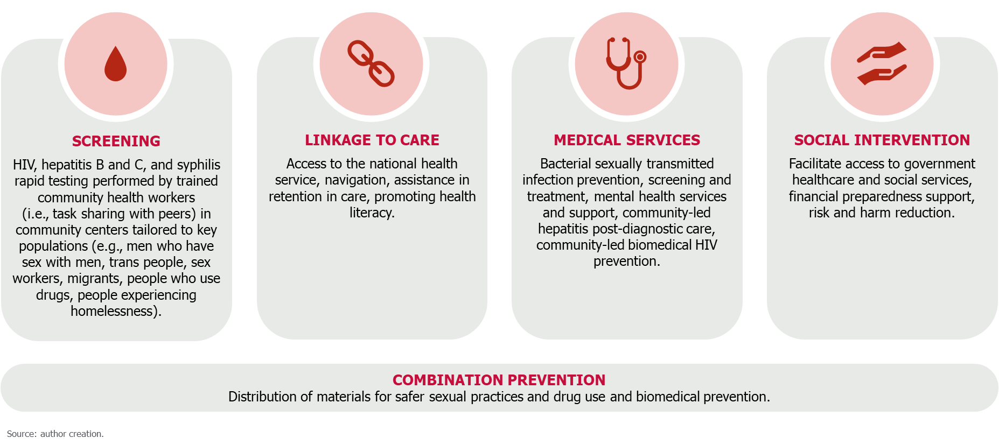 SCREENING
HIV, hepatitis B and C, and syphilis
rapid testing performed by trained
community health workers
(i.e., task sharing with peers) in
community centers tailored to key
populations (e.g., men who have
sex with men, trans people, sex
workers, migrants, people who use
drugs, people experiencing
homelessness).
LINKAGE TO CARE
Access to the national health
service, navigation, assistance in
retention in care, promoting health
literacy.
MEDICAL SERVICES
Bacterial sexually transmitted
infection prevention, screening and
treatment, mental health services
and support, community-led
hepatitis post-diagnostic care,
community-led biomedical HIV
prevention.
SOCIAL INTERVENTION
Facilitate access to government
healthcare and social services,
financial preparedness support,
risk and harm reduction.
COMBINATION PREVENTION
Distribution of materials for safer sexual practices and drug use and biomedical prevention.
Source: author creation.